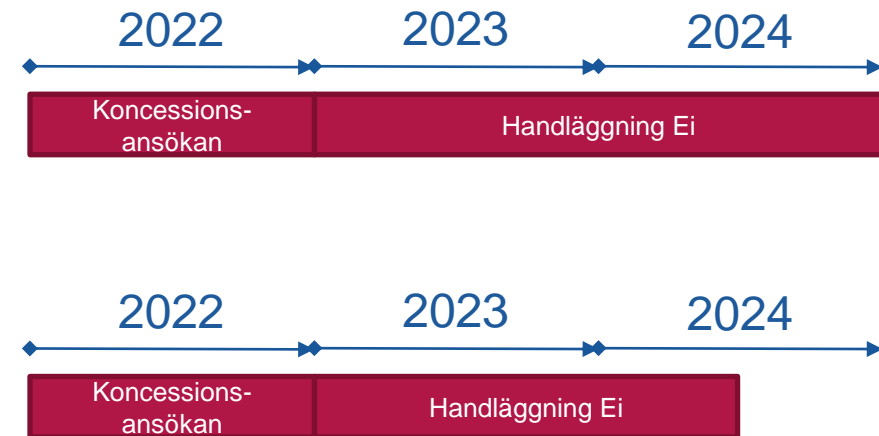 2022 2023 2024
Koncessions-
ansökan
Handläggning Ei
2022 2023 2024
Koncessions-
ansökan
Handläggning Ei